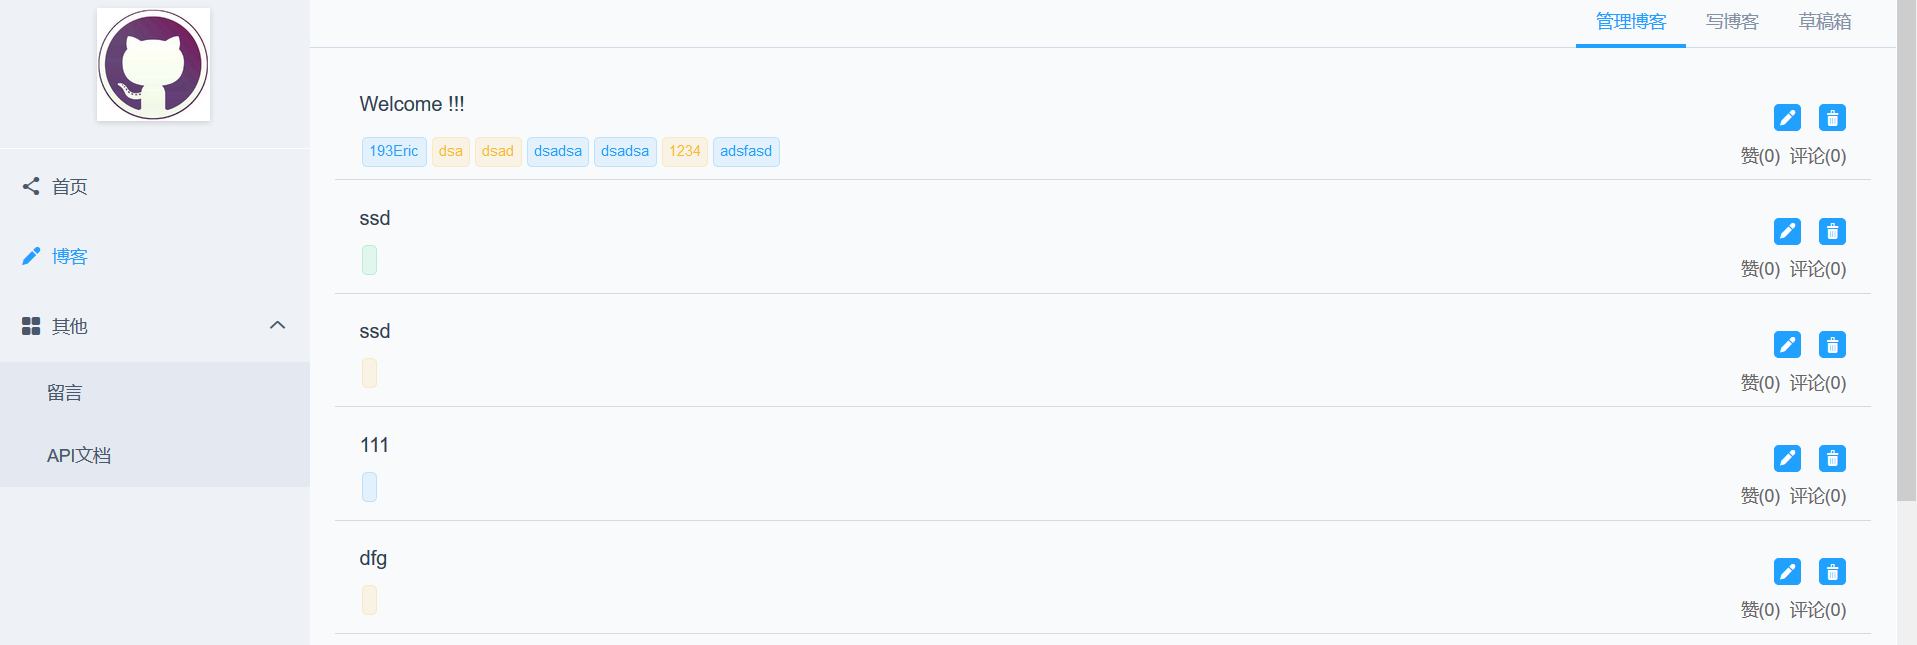 管理博客 写博客 草稿箱
首页
博客
其他
留言
API文档
Welcome !!!
193Eric dsa dsad dsadsa dsadsa 1234 adsfasd
赞(0) 评论(0)
ssd
赞(0) 评论(0)
ssd
赞(0) 评论(0)
111
赞(0) 评论(0)
dfg
赞(0) 评论(0)